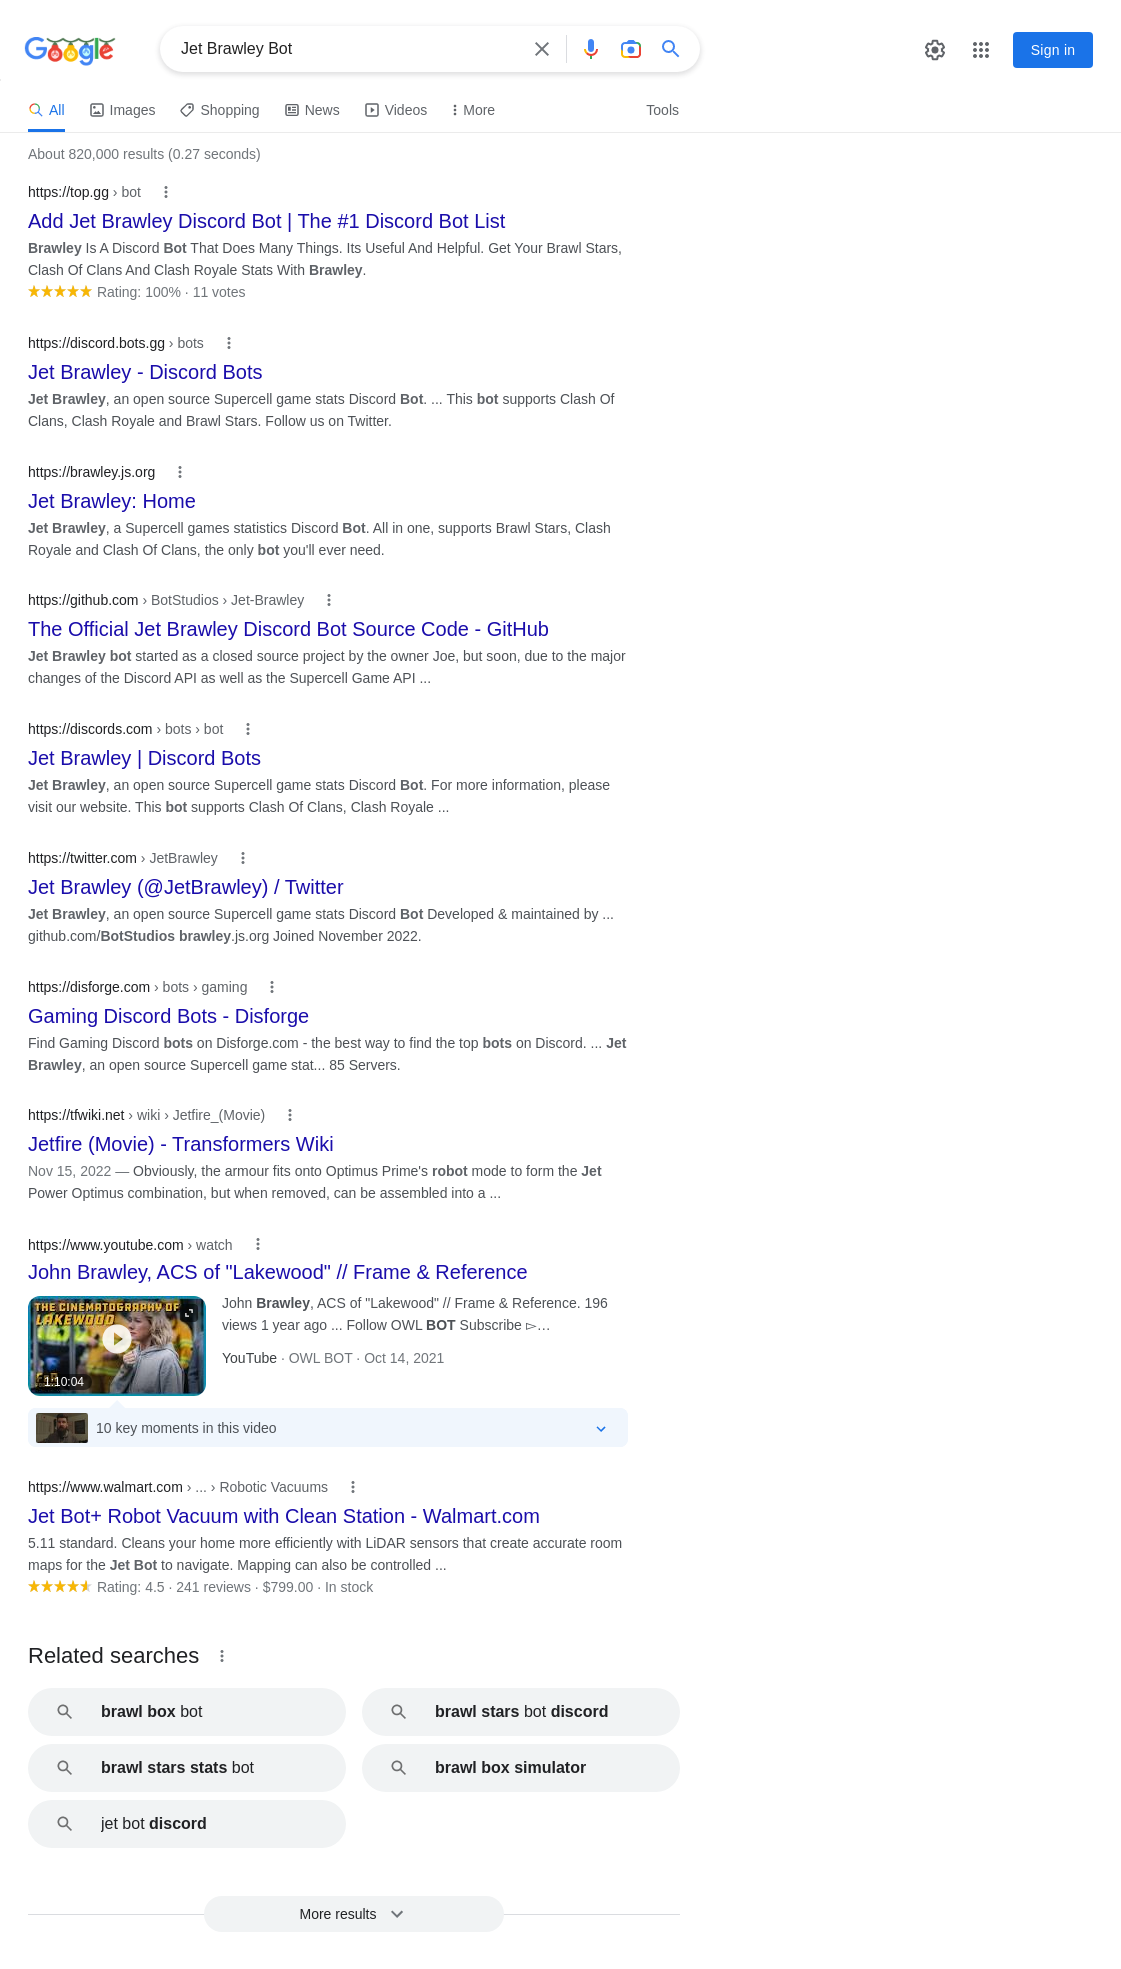 Google
Jet Brawley Bot
Sign in
All Images Shopping News Videos More Tools
About 820,000 results (0.27 seconds)
https://top.gg › bot
Add Jet Brawley Discord Bot | The #1 Discord Bot List
Brawley Is A Discord Bot That Does Many Things. Its Useful And Helpful. Get Your Brawl Stars,
Clash Of Clans And Clash Royale Stats With Brawley.
Rating: 100% · 11 votes
https://discord.bots.gg › bots
Jet Brawley - Discord Bots
Jet Brawley, an open source Supercell game stats Discord Bot. ... This bot supports Clash Of
Clans, Clash Royale and Brawl Stars. Follow us on Twitter.
https://brawley.js.org
Jet Brawley: Home
Jet Brawley, a Supercell games statistics Discord Bot. All in one, supports Brawl Stars, Clash
Royale and Clash Of Clans, the only bot you'll ever need.
https://github.com › BotStudios › Jet-Brawley
The Official Jet Brawley Discord Bot Source Code - GitHub
Jet Brawley bot started as a closed source project by the owner Joe, but soon, due to the major
changes of the Discord API as well as the Supercell Game API ...
https://discords.com › bots › bot
Jet Brawley | Discord Bots
Jet Brawley, an open source Supercell game stats Discord Bot. For more information, please
visit our website. This bot supports Clash Of Clans, Clash Royale ...
https://twitter.com › JetBrawley
Jet Brawley (@JetBrawley) / Twitter
Jet Brawley, an open source Supercell game stats Discord Bot Developed & maintained by ...
github.com/BotStudios brawley.js.org Joined November 2022.
https://disforge.com › bots › gaming
Gaming Discord Bots - Disforge
Find Gaming Discord bots on Disforge.com - the best way to find the top bots on Discord. ... Jet
Brawley, an open source Supercell game stat... 85 Servers.
https://tfwiki.net › wiki › Jetfire_(Movie)
Jetfire (Movie) - Transformers Wiki
Nov 15, 2022 — Obviously, the armour fits onto Optimus Prime's robot mode to form the Jet
Power Optimus combination, but when removed, can be assembled into a ...
https://www.youtube.com › watch
John Brawley, ACS of "Lakewood" // Frame & Reference
THE CINEMATOGRAPHY OF
LAKEWOOD
1:10:04
John Brawley, ACS of "Lakewood" // Frame & Reference. 196
views 1 year ago ... Follow OWL BOT Subscribe ▻…
YouTube · OWL BOT · Oct 14, 2021
10 key moments in this video
https://www.walmart.com › ... › Robotic Vacuums
Jet Bot+ Robot Vacuum with Clean Station - Walmart.com
5.11 standard. Cleans your home more efficiently with LiDAR sensors that create accurate room
maps for the Jet Bot to navigate. Mapping can also be controlled ...
Rating: 4.5 · 241 reviews · $799.00 · In stock
Related searches
brawl box bot
brawl stars bot discord
brawl stars stats bot
brawl box simulator
jet bot discord
More results